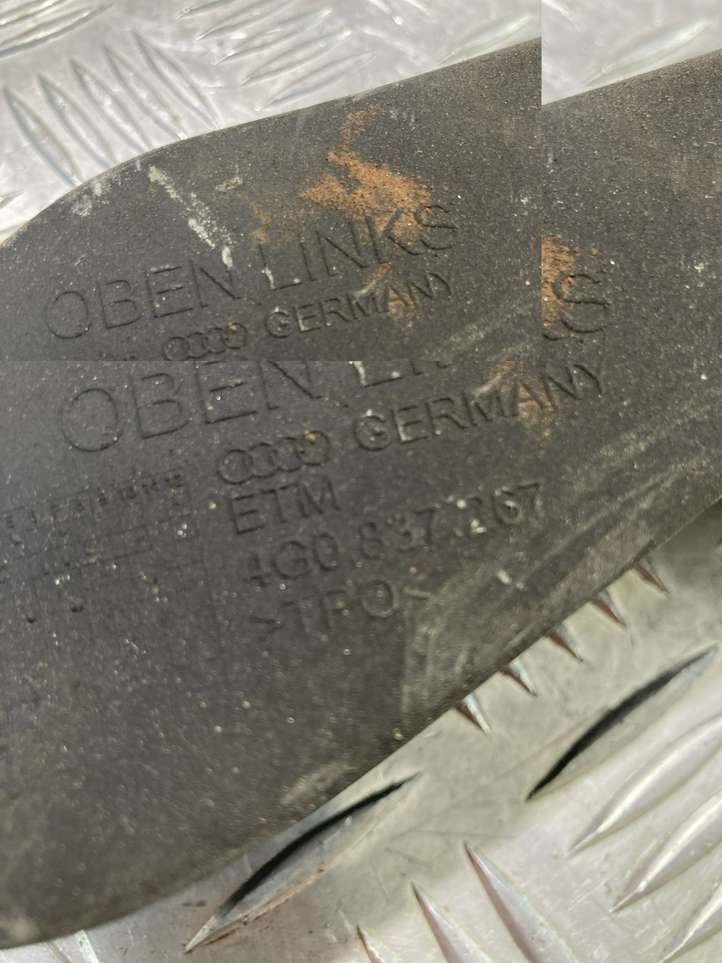 OBEN LINKS
GERMANY
OBEN
GERMANY
ETM
4G0 837 267
>TPO<